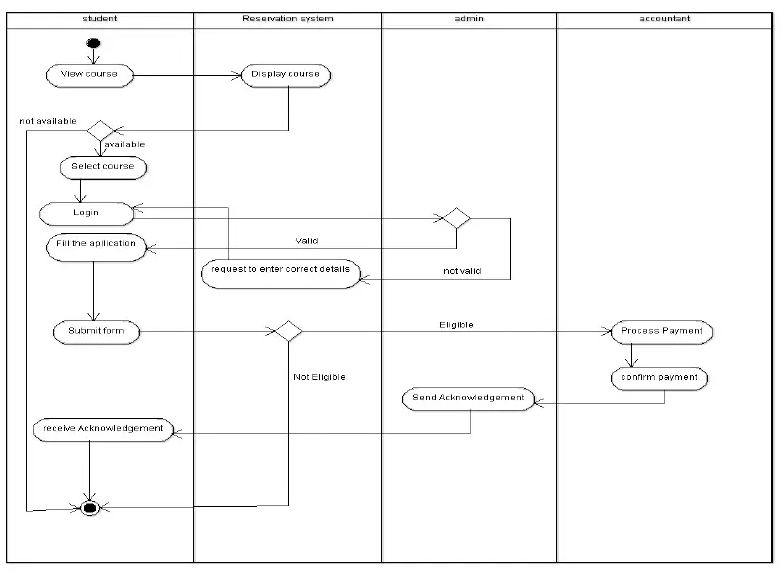 student
Reservation system
admin
accountant
View course
Display course
not available
available
Select course
Login
Valid
Fill the apllication
request to enter correct details
not valid
Submit form
Eligible
Process Payment
Not Eligible
confirm payment
Send Acknowledgement
receive Acknowledgement